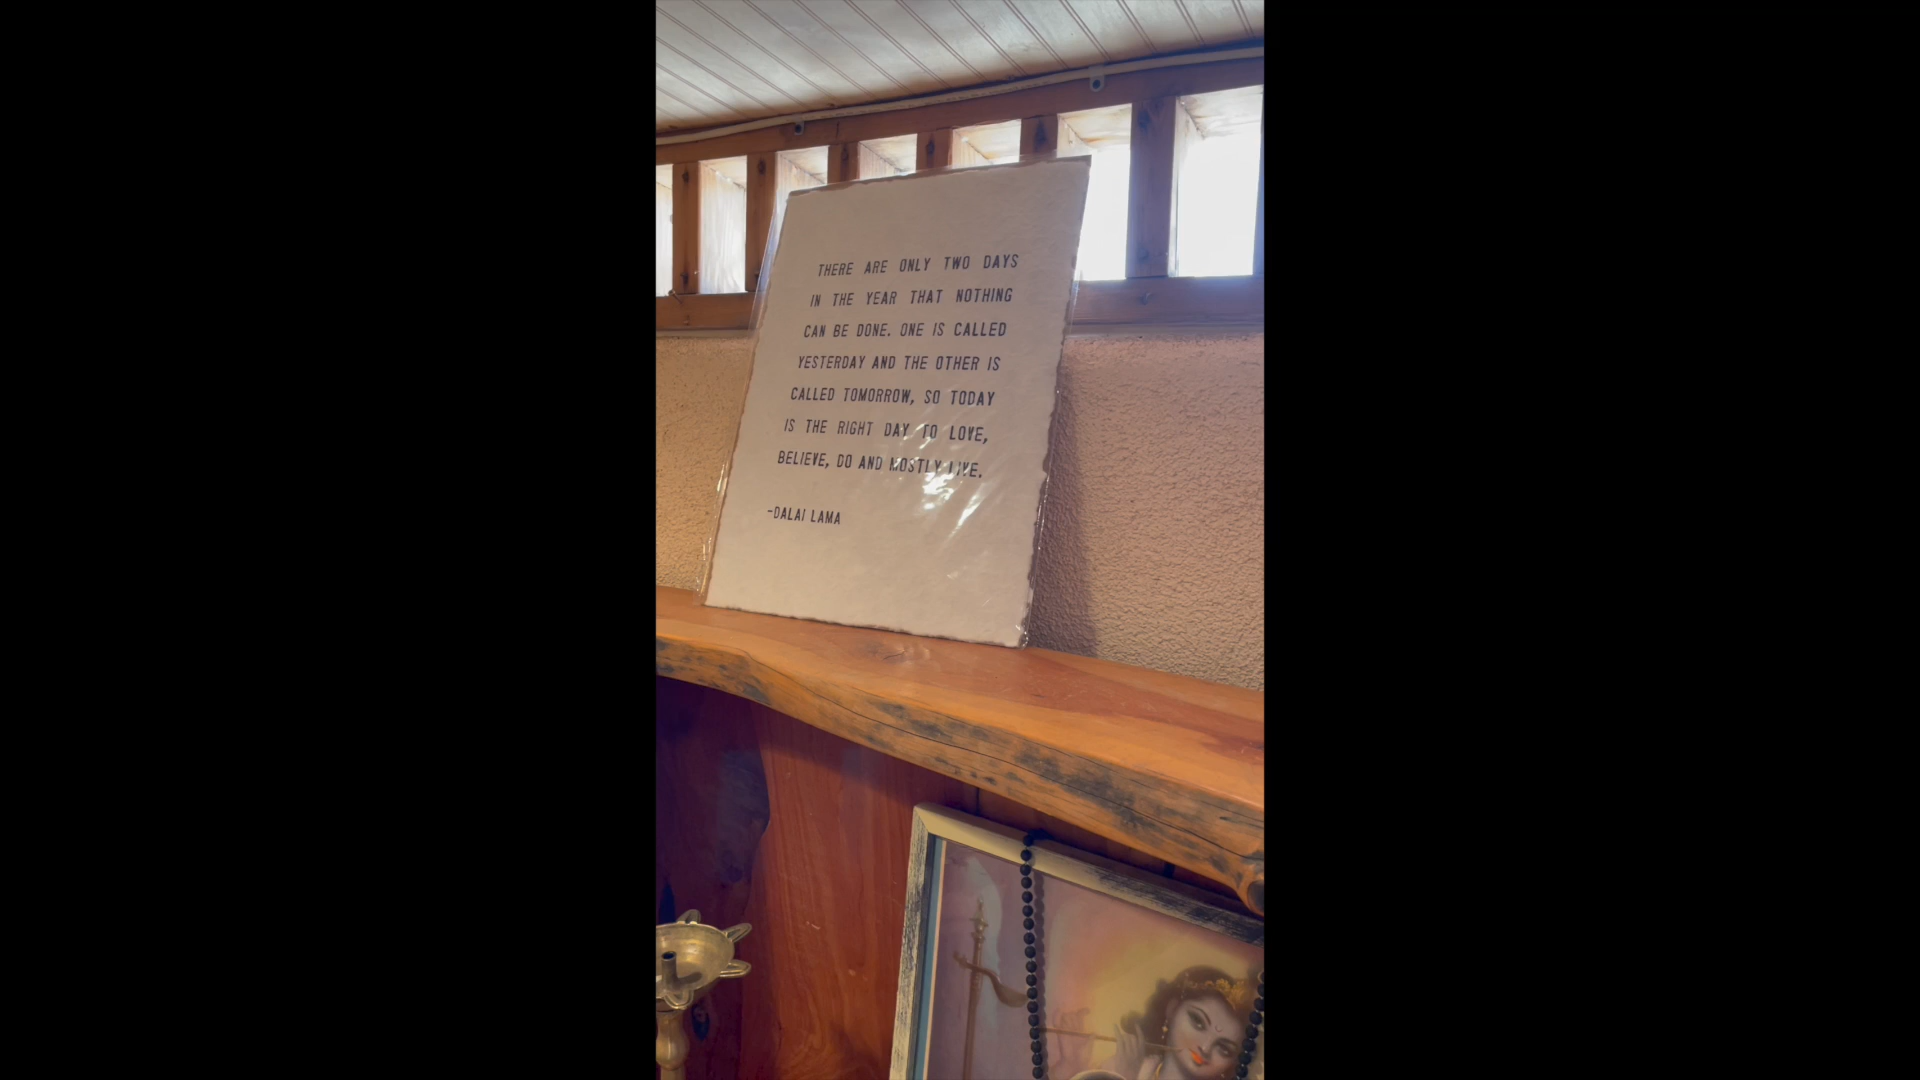 THERE ARE ONLY TWO DAYS
IN THE YEAR THAT NOTHING
CAN BE DONE. ONE IS CALLED
YESTERDAY AND THE OTHER IS
CALLED TOMORROW, SO TODAY
IS THE RIGHT DAY TO LOVE,
BELIEVE, DO AND MOSTLY LIVE.
-DALAI LAMA